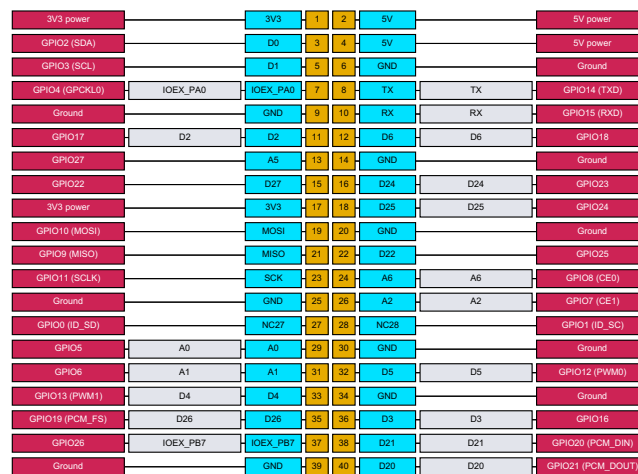 3V3 power 3V3 1 2 5V 5V power
GPIO2 (SDA) D0 3 4 5V 5V power
GPIO3 (SCL) D1 5 6 GND Ground
GPIO4 (GPCKL0) IOEX_PA0 IOEX_PA0 7 8 TX TX GPIO14 (TXD)
Ground GND 9 10 RX RX GPIO15 (RXD)
GPIO17 D2 D2 11 12 D6 D6 GPIO18
GPIO27 A5 13 14 GND Ground
GPIO22 D27 15 16 D24 D24 GPIO23
3V3 power 3V3 17 18 D25 D25 GPIO24
GPIO10 (MOSI) MOSI 19 20 GND Ground
GPIO9 (MISO) MISO 21 22 D22 GPIO25
GPIO11 (SCLK) SCK 23 24 A6 A6 GPIO8 (CE0)
Ground GND 25 26 A2 A2 GPIO7 (CE1)
GPIO0 (ID_SD) NC27 27 28 NC28 GPIO1 (ID_SC)
GPIO5 A0 A0 29 30 GND Ground
GPIO6 A1 A1 31 32 D5 D5 GPIO12 (PWM0)
GPIO13 (PWM1) D4 D4 33 34 GND Ground
GPIO19 (PCM_FS) D26 D26 35 36 D3 D3 GPIO16
GPIO26 IOEX_PB7 IOEX_PB7 37 38 D21 D21 GPIO20 (PCM_DIN)
Ground GND 39 40 D20 D20 GPIO21 (PCM_DOUT)